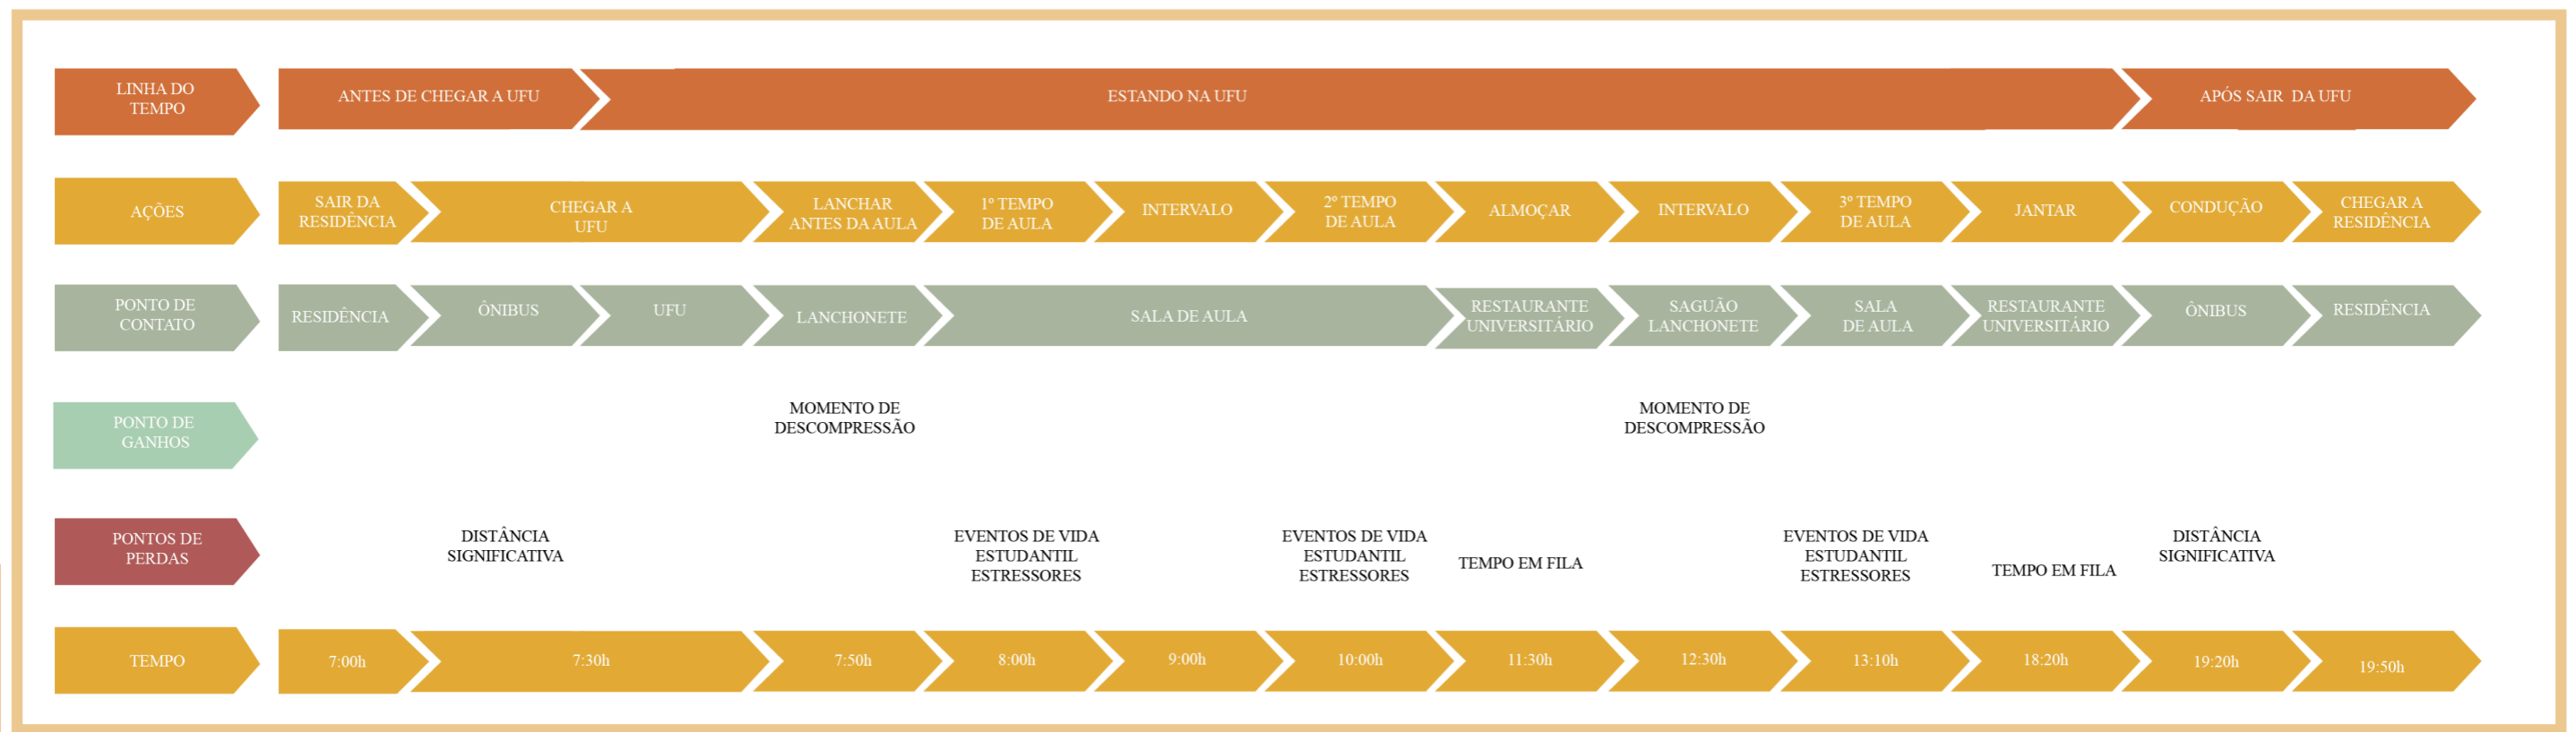 LINHA DO
TEMPO
ANTES DE CHEGAR A UFU
ESTANDO NA UFU
APÓS SAIR DA UFU
AÇÕES
SAIR DA
RESIDÊNCIA
CHEGAR A
UFU
LANCHAR
ANTES DA AULA
1º TEMPO
DE AULA
INTERVALO
2º TEMPO
DE AULA
ALMOÇAR
INTERVALO
3º TEMPO
DE AULA
JANTAR
CONDUÇÃO
CHEGAR A
RESIDÊNCIA
PONTO DE
CONTATO
RESIDÊNCIA
ÔNIBUS
UFU
LANCHONETE
SALA DE AULA
RESTAURANTE
UNIVERSITÁRIO
SAGUÃO
LANCHONETE
SALA
DE AULA
RESTAURANTE
UNIVERSITÁRIO
ÔNIBUS
RESIDÊNCIA
PONTO DE
GANHOS
MOMENTO DE
DESCOMPRESSÃO
MOMENTO DE
DESCOMPRESSÃO
PONTOS DE
PERDAS
DISTÂNCIA
SIGNIFICATIVA
EVENTOS DE VIDA
ESTUDANTIL
ESTRESSORES
EVENTOS DE VIDA
ESTUDANTIL
ESTRESSORES
TEMPO EM FILA
EVENTOS DE VIDA
ESTUDANTIL
ESTRESSORES
TEMPO EM FILA
DISTÂNCIA
SIGNIFICATIVA
TEMPO
7:00h
7:30h
7:50h
8:00h
9:00h
10:00h
11:30h
12:30h
13:10h
18:20h
19:20h
19:50h